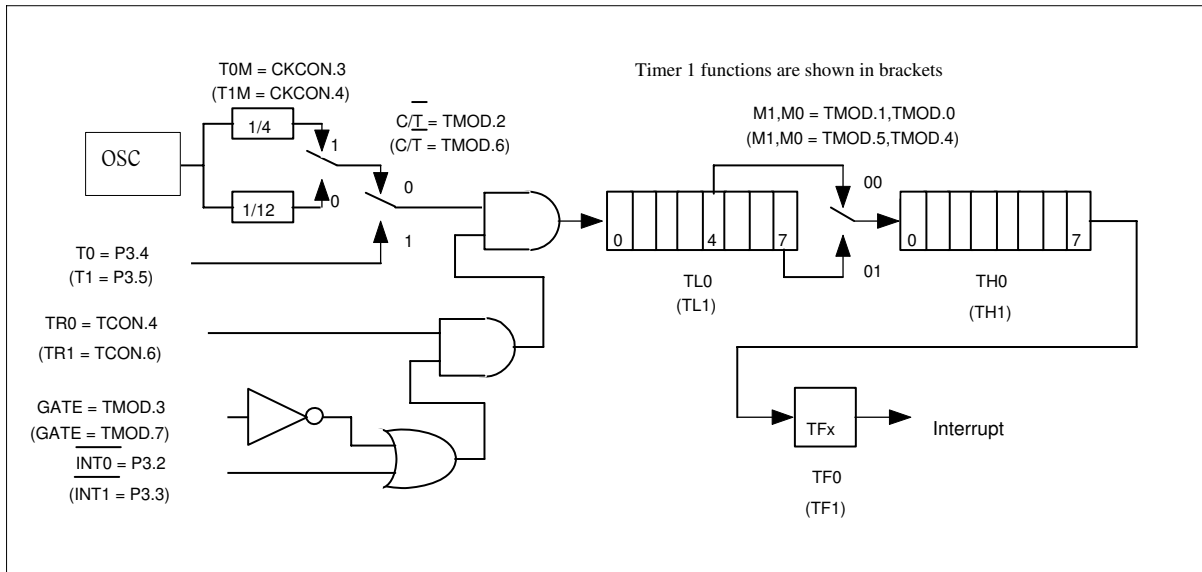 T0M = CKCON.3
(T1M = CKCON.4)
Timer 1 functions are shown in brackets
C/T = TMOD.2
(C/T = TMOD.6)
M1,M0 = TMOD.1,TMOD.0
(M1,M0 = TMOD.5,TMOD.4)
OSC
1/4
1
1/12
0
0
1
00
01
0
4
7
0
7
T0 = P3.4
(T1 = P3.5)
TL0
(TL1)
TH0
(TH1)
TR0 = TCON.4
(TR1 = TCON.6)
GATE = TMOD.3
(GATE = TMOD.7)
INT0 = P3.2
(INT1 = P3.3)
TFx
Interrupt
TF0
(TF1)